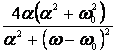 4α(α² + ω₀²)
α² + (ω − ω₀)²